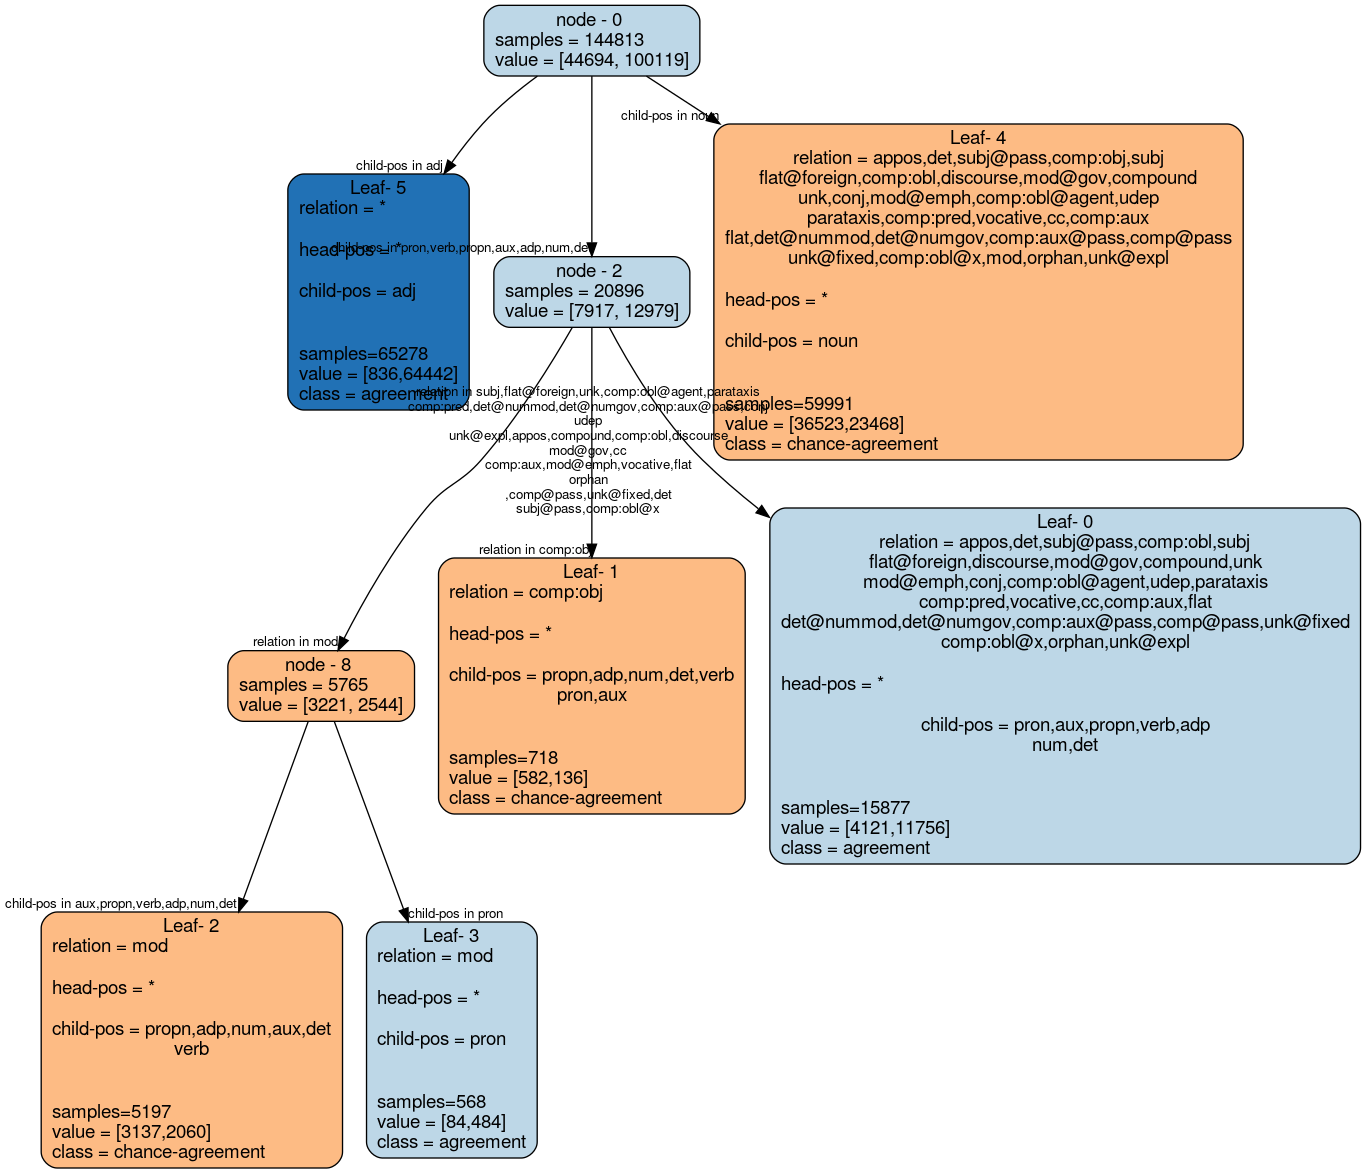 node - 0
samples = 144813
value = [44694, 100119]
child-pos in noun
child-pos in adj
Leaf- 4
relation = appos,det,subj@pass,comp:obj,subj
flat@foreign,comp:obl,discourse,mod@gov,compound
unk,conj,mod@emph,comp:obl@agent,udep
parataxis,comp:pred,vocative,cc,comp:aux
flat,det@nummod,det@numgov,comp:aux@pass,comp@pass
unk@fixed,comp:obl@x,mod,orphan,unk@expl
head-pos = *
child-pos = noun
samples=59991
value = [36523,23468]
class = chance-agreement
Leaf- 5
relation = *
head-pos = *
child-pos = adj
samples=65278
value = [836,64442]
class = agreement
child-pos in pron,verb,propn,aux,adp,num,det
node - 2
samples = 20896
value = [7917, 12979]
relation in subj,flat@foreign,unk,comp:obl@agent,parataxis
comp:pred,det@nummod,det@numgov,comp:aux@pass,conj
udep
unk@expl,appos,compound,comp:obl,discourse
mod@gov,cc
comp:aux,mod@emph,vocative,flat
orphan
,comp@pass,unk@fixed,det
subj@pass,comp:obl@x
relation in comp:obj
Leaf- 1
relation = comp:obj
head-pos = *
child-pos = propn,adp,num,det,verb
pron,aux
samples=718
value = [582,136]
class = chance-agreement
Leaf- 0
relation = appos,det,subj@pass,comp:obl,subj
flat@foreign,discourse,mod@gov,compound,unk
mod@emph,conj,comp:obl@agent,udep,parataxis
comp:pred,vocative,cc,comp:aux,flat
det@nummod,det@numgov,comp:aux@pass,comp@pass,unk@fixed
comp:obl@x,orphan,unk@expl
head-pos = *
child-pos = pron,aux,propn,verb,adp
num,det
samples=15877
value = [4121,11756]
class = agreement
relation in mod
node - 8
samples = 5765
value = [3221, 2544]
child-pos in aux,propn,verb,adp,num,det
Leaf- 2
relation = mod
head-pos = *
child-pos = propn,adp,num,aux,det
verb
samples=5197
value = [3137,2060]
class = chance-agreement
child-pos in pron
Leaf- 3
relation = mod
head-pos = *
child-pos = pron
samples=568
value = [84,484]
class = agreement